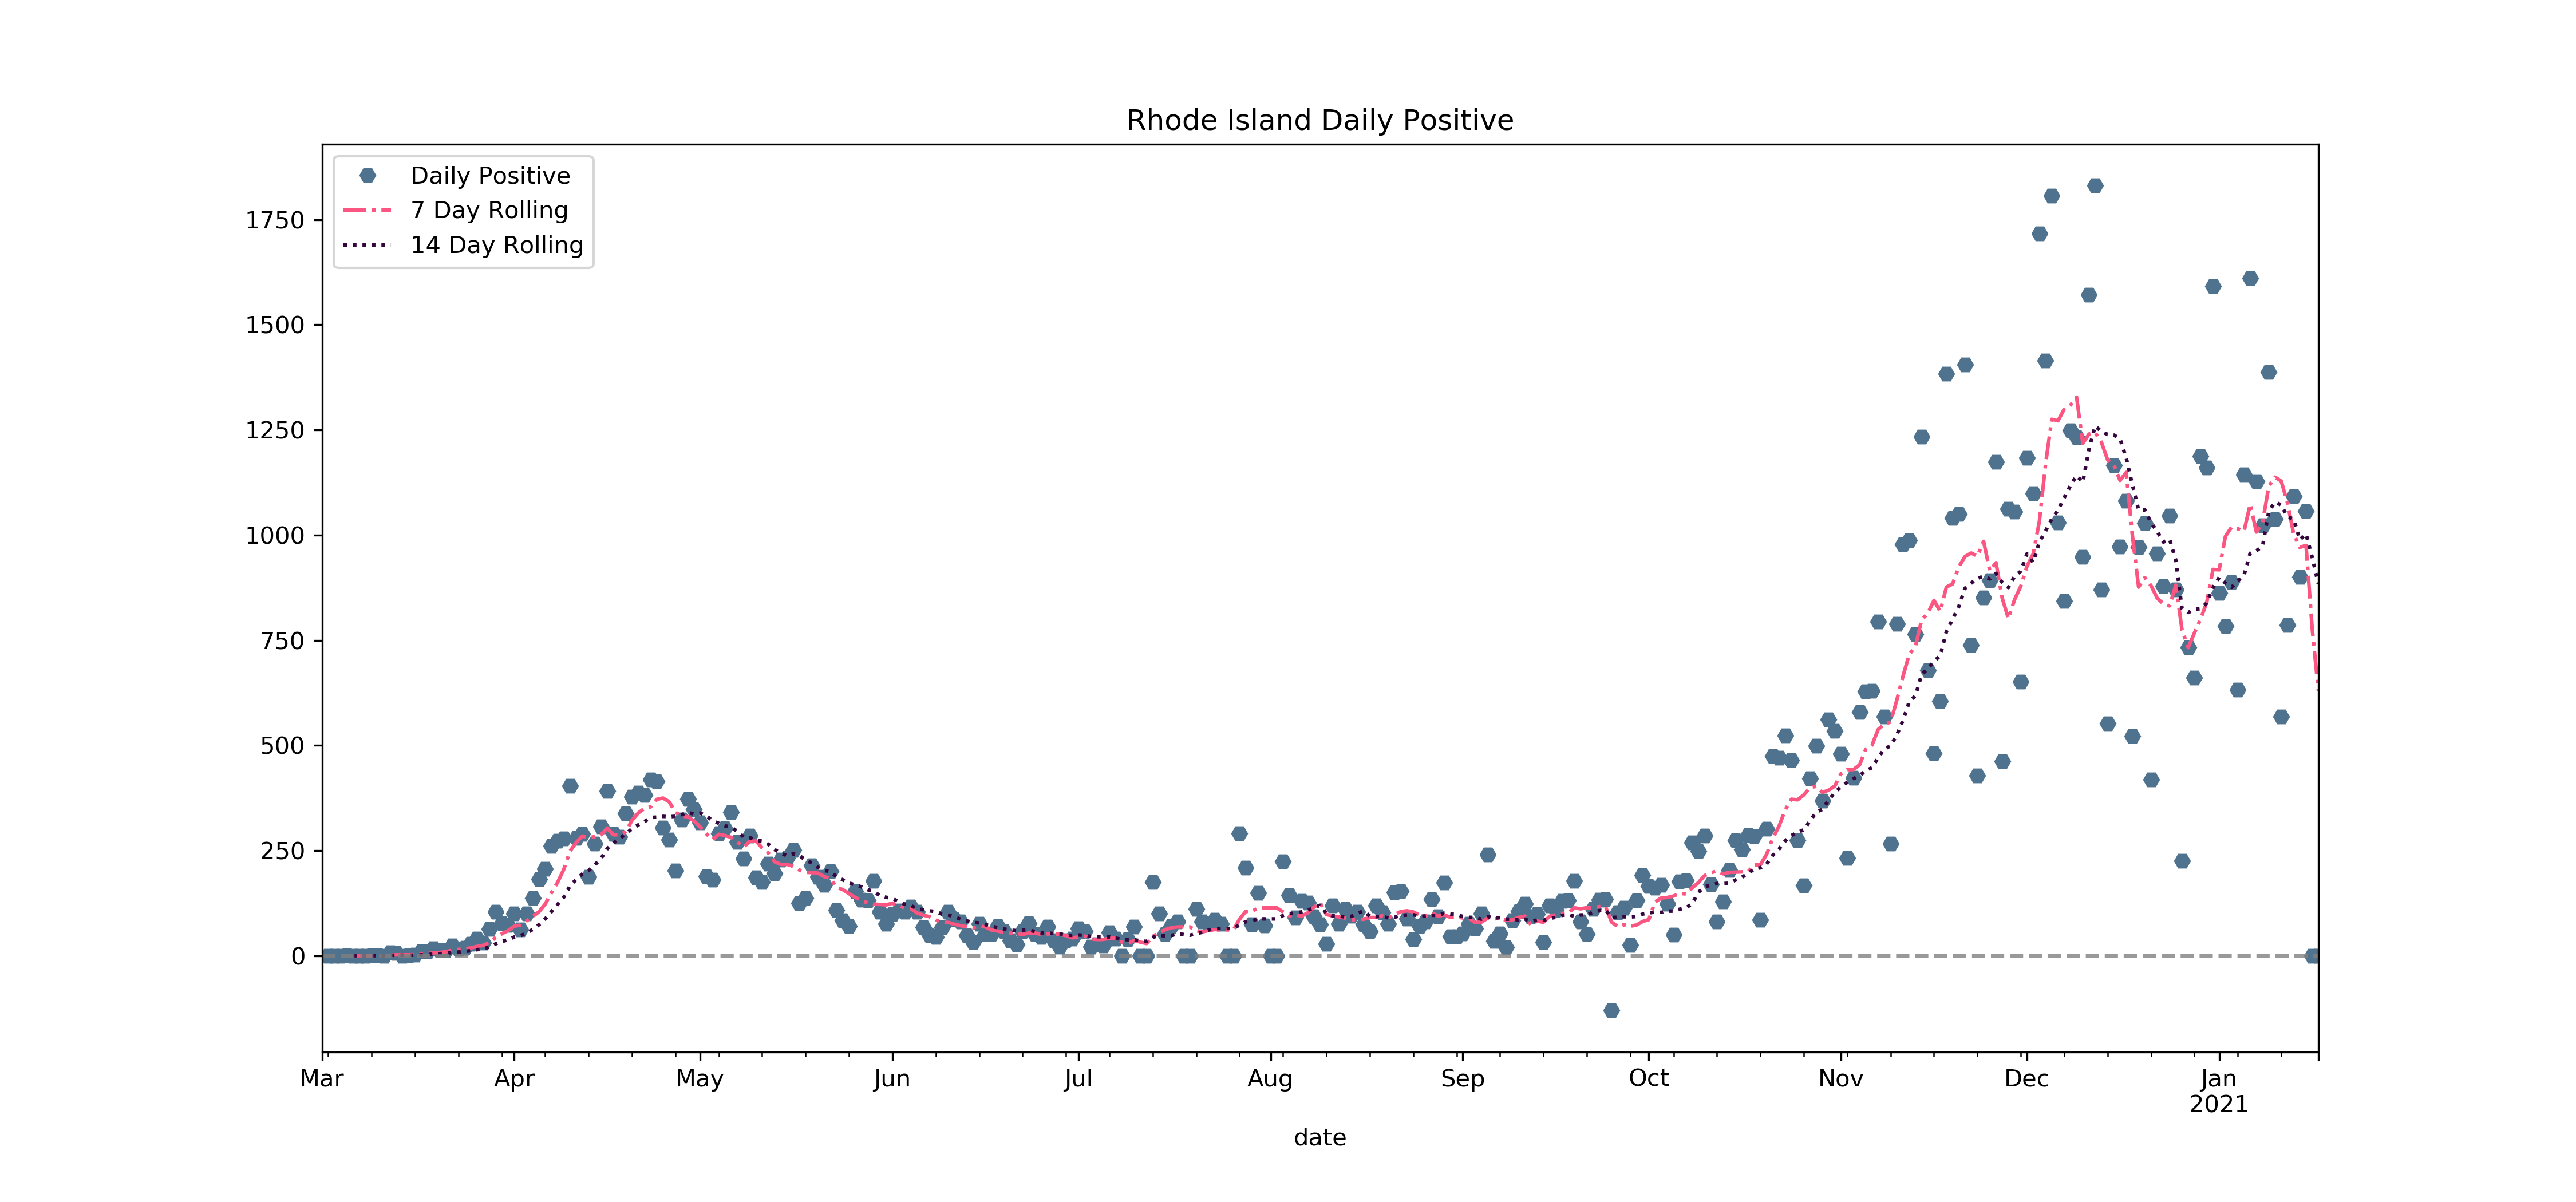 Rhode Island Daily Positive
Daily Positive
7 Day Rolling
14 Day Rolling
1750
1500
1250
1000
750
500
250
0
Mar Apr May Jun Jul Aug Sep Oct Nov Dec Jan
2021
date